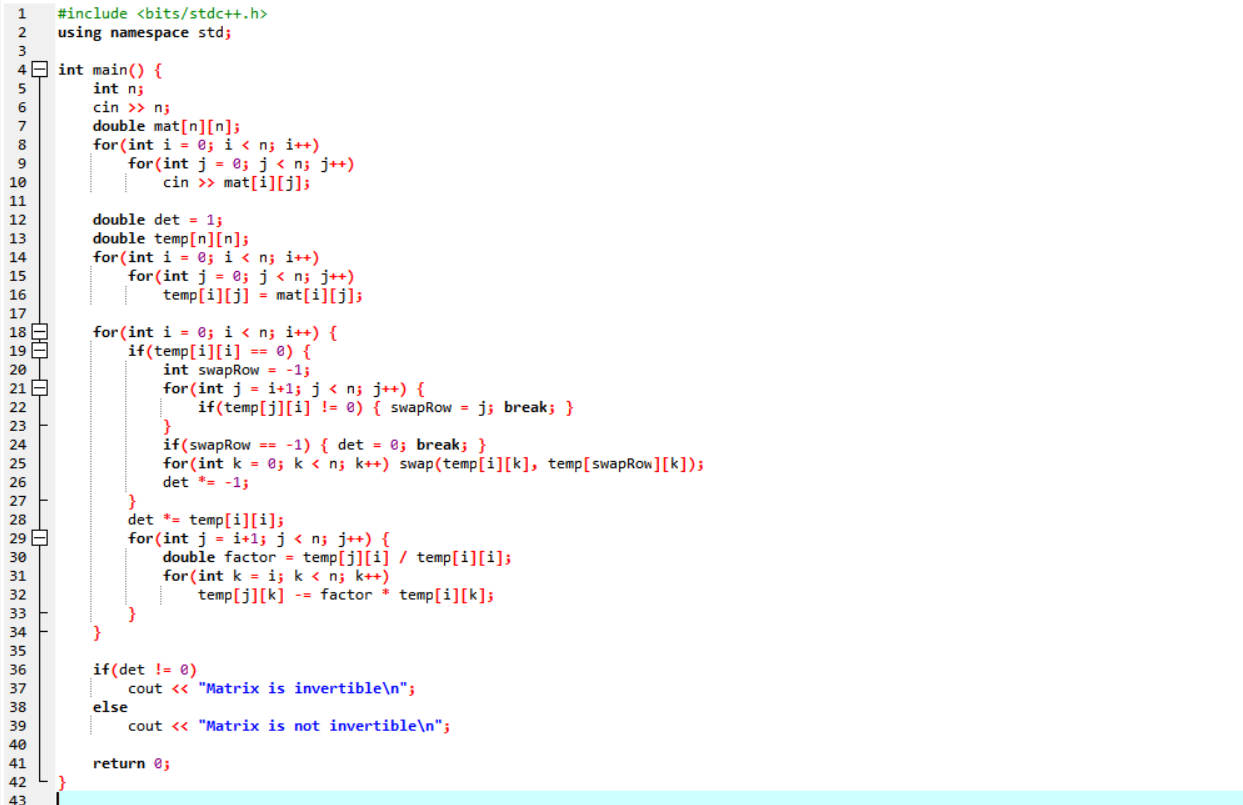 1 #include <bits/stdc++.h>
2 using namespace std;
3
4 int main() {
5     int n;
6     cin >> n;
7     double mat[n][n];
8     for(int i = 0; i < n; i++)
9         for(int j = 0; j < n; j++)
10             cin >> mat[i][j];
11
12     double det = 1;
13     double temp[n][n];
14     for(int i = 0; i < n; i++)
15         for(int j = 0; j < n; j++)
16             temp[i][j] = mat[i][j];
17
18     for(int i = 0; i < n; i++) {
19         if(temp[i][i] == 0) {
20             int swapRow = -1;
21             for(int j = i+1; j < n; j++) {
22                 if(temp[j][i] != 0) { swapRow = j; break; }
23             }
24             if(swapRow == -1) { det = 0; break; }
25             for(int k = 0; k < n; k++) swap(temp[i][k], temp[swapRow][k]);
26             det *= -1;
27         }
28         det *= temp[i][i];
29         for(int j = i+1; j < n; j++) {
30             double factor = temp[j][i] / temp[i][i];
31             for(int k = i; k < n; k++)
32                 temp[j][k] -= factor * temp[i][k];
33         }
34     }
35
36     if(det != 0)
37         cout << "Matrix is invertible\n";
38     else
39         cout << "Matrix is not invertible\n";
40
41     return 0;
42 }
43